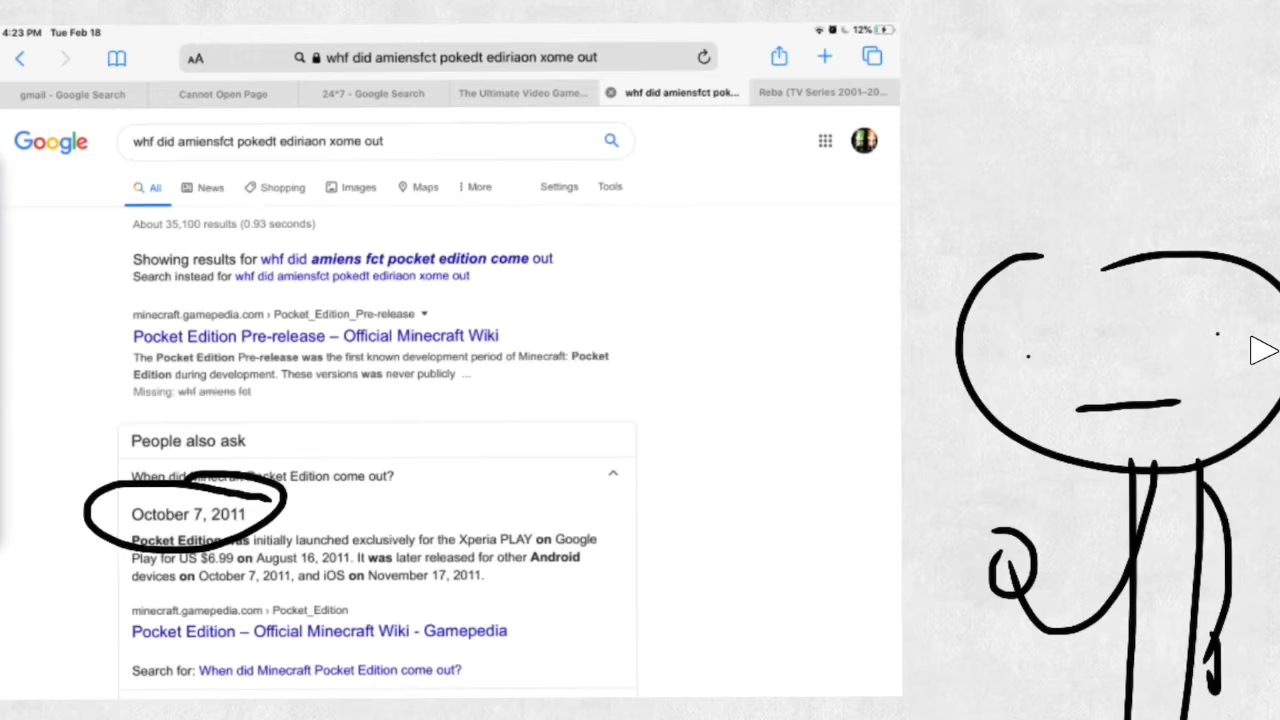 4:23 PM Tue Feb 18
12%
AA
whf did amiensfct pokedt ediriaon xome out
gmail - Google Search
Cannot Open Page
24*7 - Google Search
The Ultimate Video Game...
whf did amiensfct pok...
Reba (TV Series 2001–20...
Google
whf did amiensfct pokedt ediriaon xome out
All
News
Shopping
Images
Maps
More
Settings
Tools
About 35,100 results (0.93 seconds)
Showing results for whf did amiens fct pocket edition come out
Search instead for whf did amiensfct pokedt ediriaon xome out
minecraft.gamepedia.com › Pocket_Edition_Pre-release
Pocket Edition Pre-release – Official Minecraft Wiki
The Pocket Edition Pre-release was the first known development period of Minecraft: Pocket
Edition during development. These versions was never publicly ...
Missing: whf amiens fct
People also ask
When did Minecraft Pocket Edition come out?
October 7, 2011
Pocket Edition was initially launched exclusively for the Xperia PLAY on Google
Play for US $6.99 on August 16, 2011. It was later released for other Android
devices on October 7, 2011, and iOS on November 17, 2011.
minecraft.gamepedia.com › Pocket_Edition
Pocket Edition – Official Minecraft Wiki - Gamepedia
Search for: When did Minecraft Pocket Edition come out?